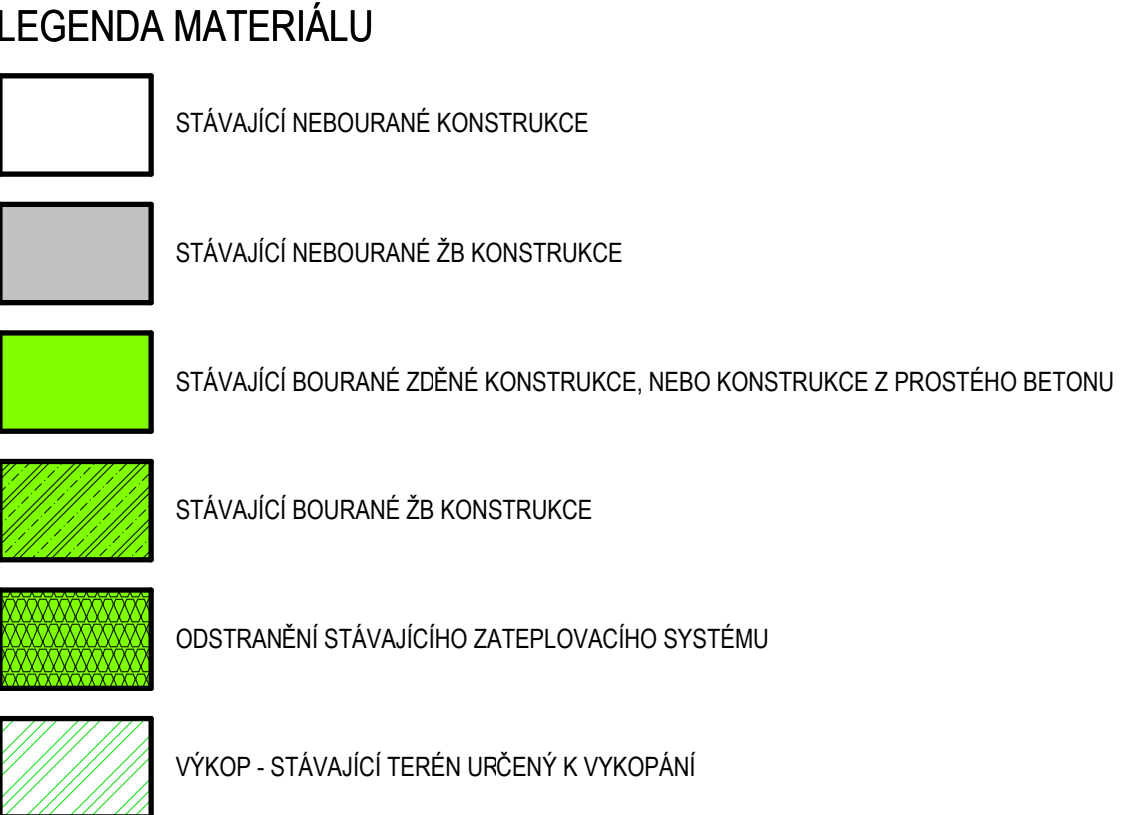 LEGENDA MATERIÁLU
STÁVAJÍCÍ NEBOURANÉ KONSTRUKCE
STÁVAJÍCÍ NEBOURANÉ ŽB KONSTRUKCE
STÁVAJÍCÍ BOURANÉ ZDĚNÉ KONSTRUKCE, NEBO KONSTRUKCE Z PROSTÉHO BETONU
STÁVAJÍCÍ BOURANÉ ŽB KONSTRUKCE
ODSTRANĚNÍ STÁVAJÍCÍHO ZATEPLOVACÍHO SYSTÉMU
VÝKOP - STÁVAJÍCÍ TERÉN URČENÝ K VYKOPÁNÍ